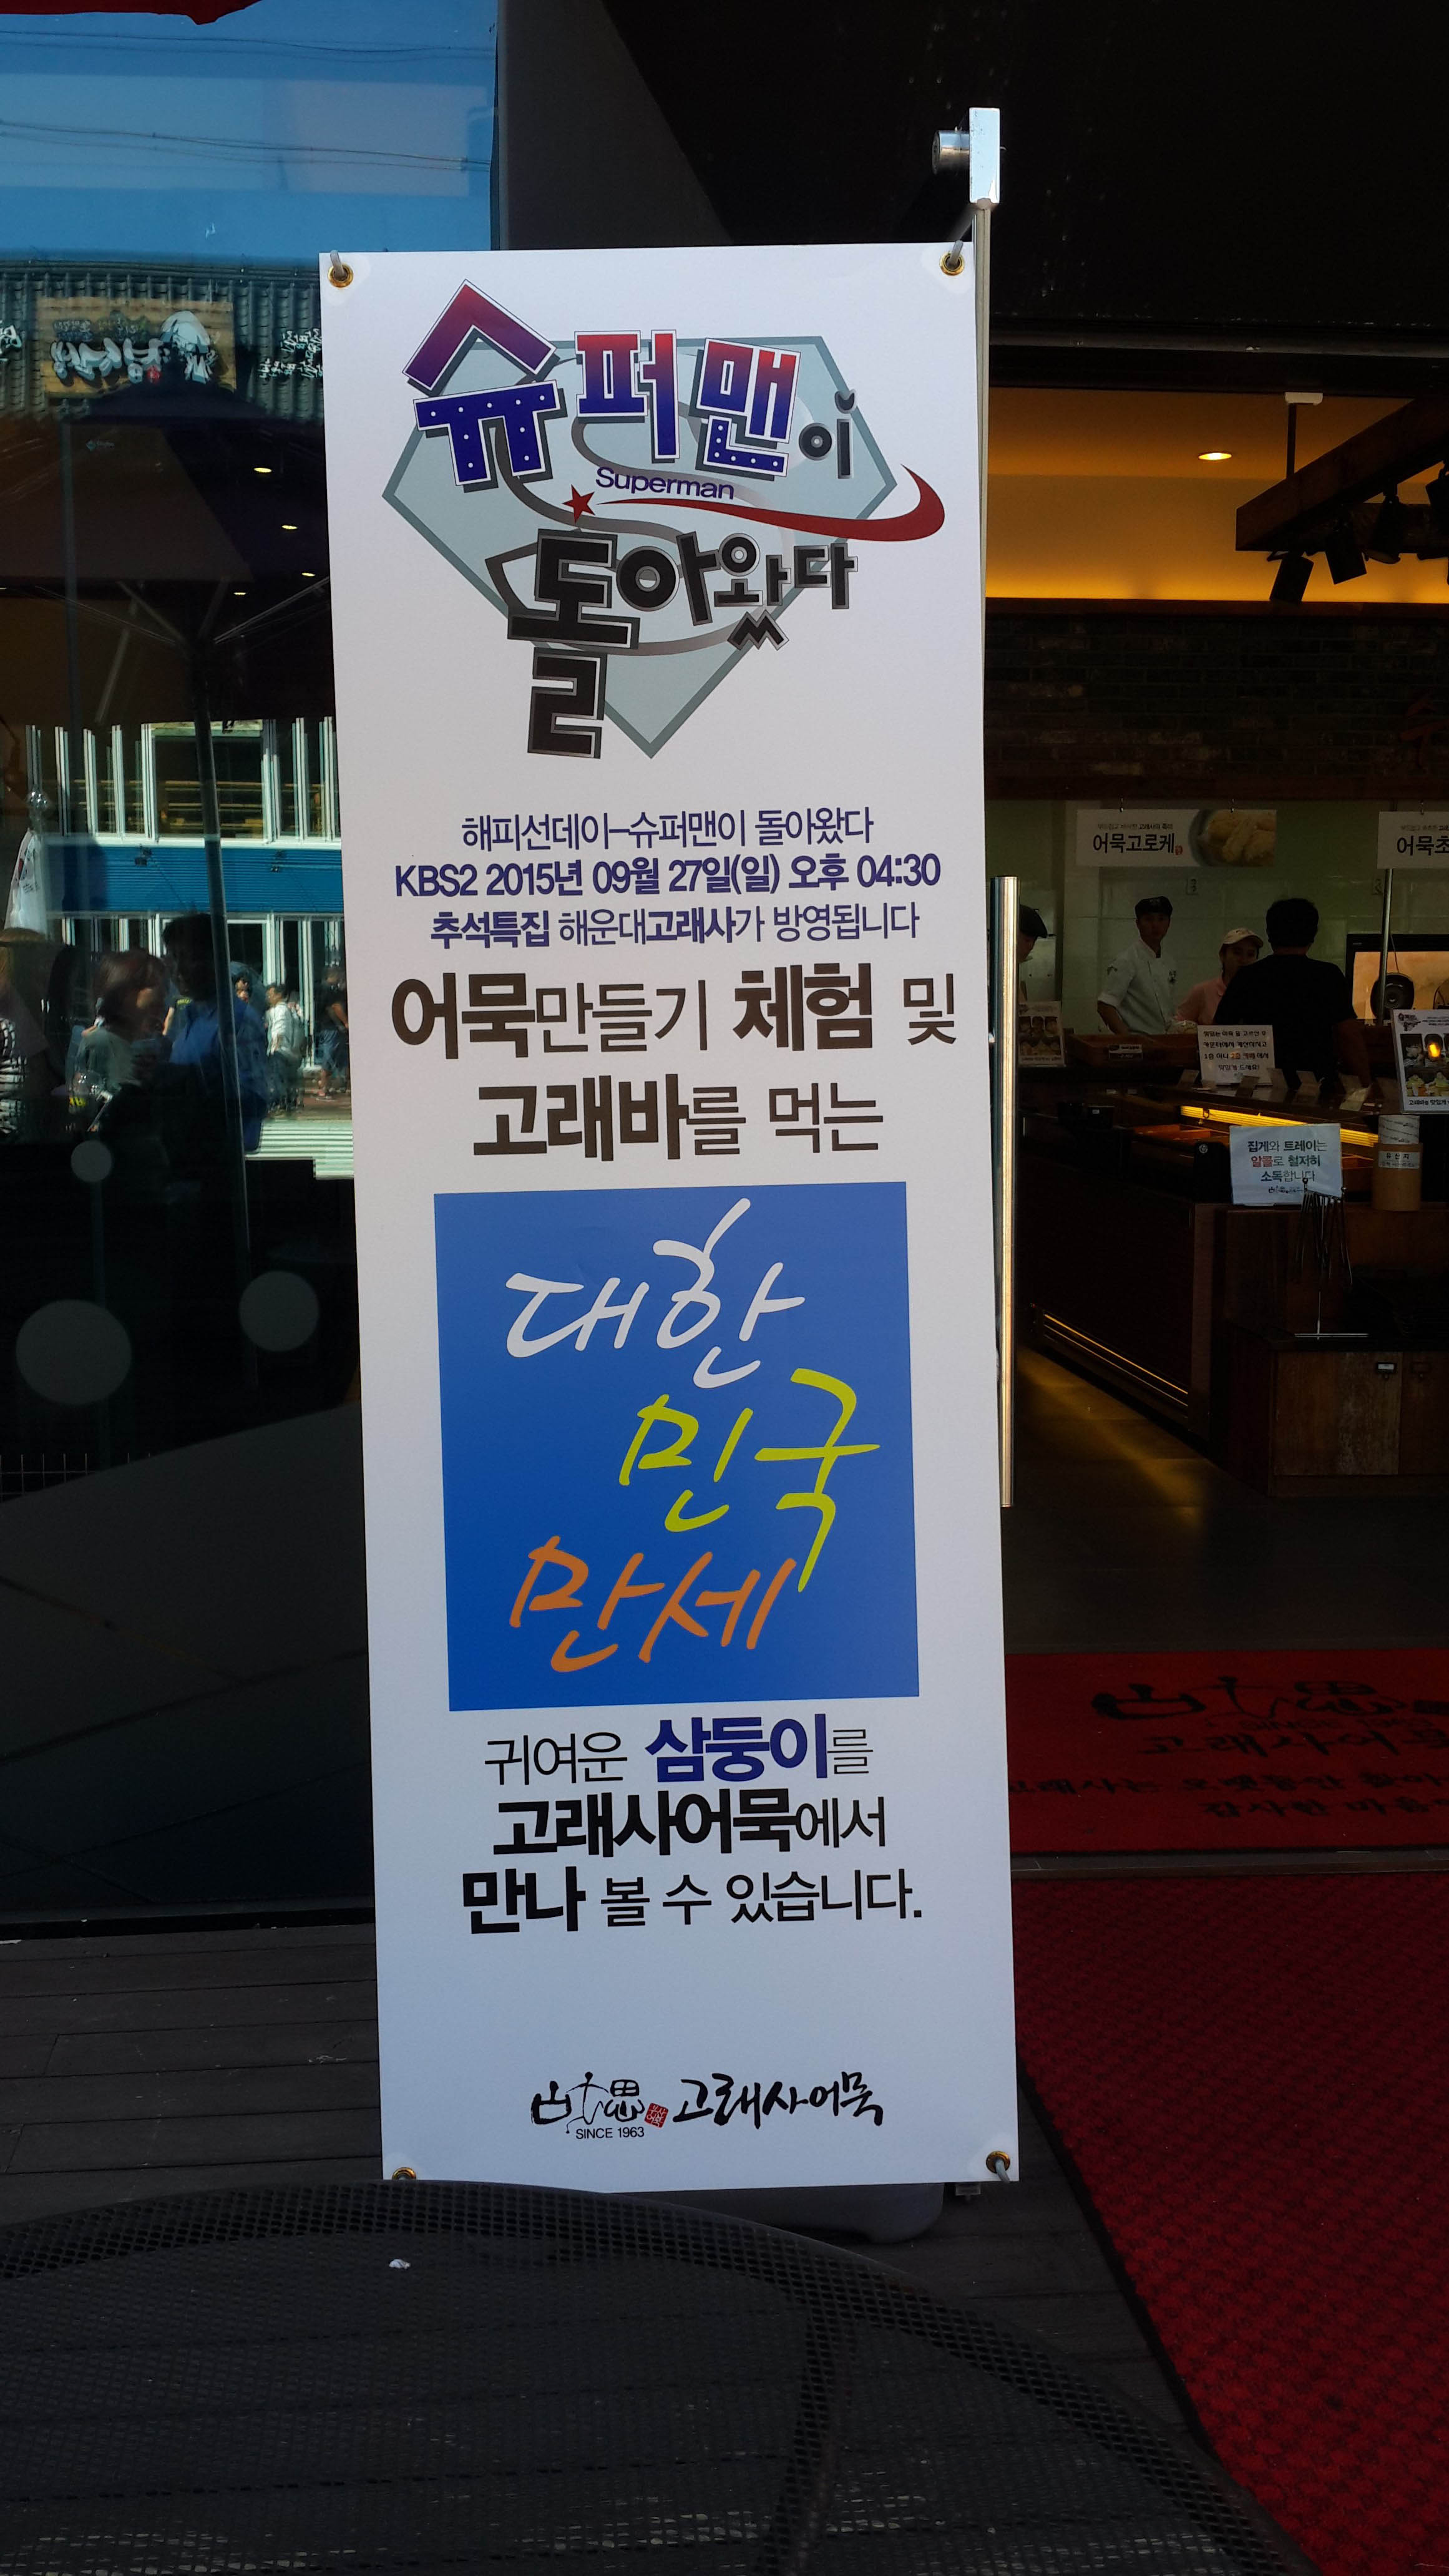 슈퍼맨이
Superman
돌아왔다
해피선데이-슈퍼맨이 돌아왔다
KBS2 2015년 09월 27일(일) 오후 04:30
추석특집 해운대고래사가 방영됩니다
어묵만들기 체험 및
고래바를 먹는
대한
민국
만세
귀여운 삼둥이를
고래사어묵에서
만나 볼 수 있습니다.
SINCE 1963
고래사어묵
어묵고로케
집게와 트레이는
알콜로 철저히
소독합니다